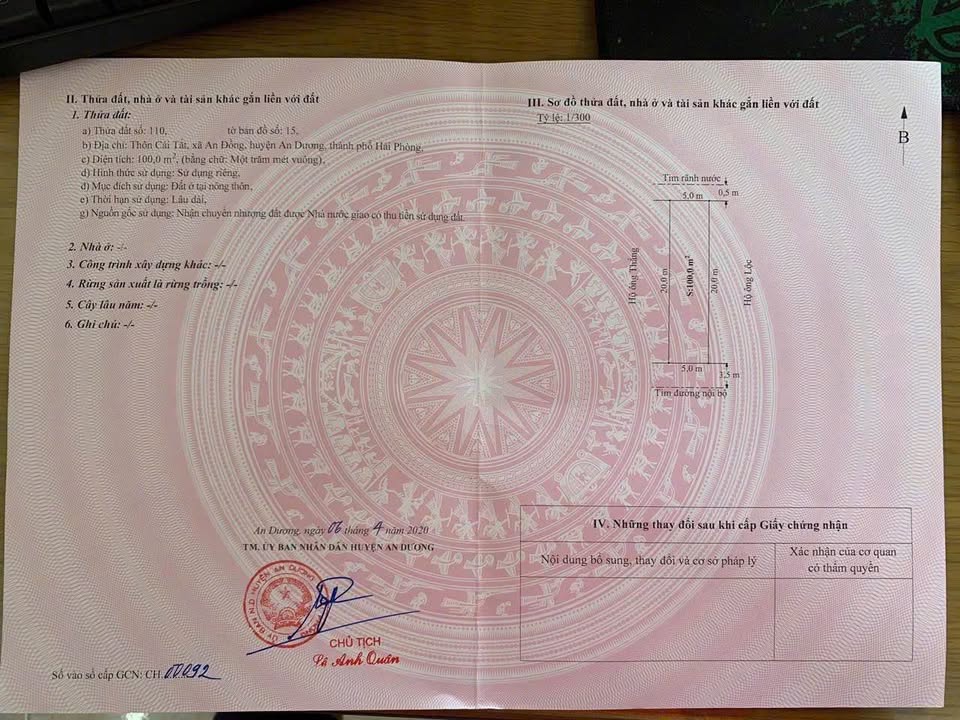 II. Thửa đất, nhà ở và tài sản khác gắn liền với đất
1. Thửa đất:
a) Thửa đất số: 110, tờ bản đồ số: 15,
b) Địa chỉ: Thôn Cái Tắt, xã An Đồng, huyện An Dương, thành phố Hải Phòng,
c) Diện tích: 100,0 m², (bằng chữ: Một trăm mét vuông),
d) Hình thức sử dụng: Sử dụng riêng,
đ) Mục đích sử dụng: Đất ở tại nông thôn,
e) Thời hạn sử dụng: Lâu dài,
g) Nguồn gốc sử dụng: Nhận chuyển nhượng đất được Nhà nước giao có thu tiền sử dụng đất.
2. Nhà ở: -/-
3. Công trình xây dựng khác: -/-
4. Rừng sản xuất là rừng trồng: -/-
5. Cây lâu năm: -/-
6. Ghi chú: -/-
An Dương, ngày 06 tháng 4 năm 2020
TM. ỦY BAN NHÂN DÂN HUYỆN AN DƯƠNG
ỦY BAN N.D HUYỆN AN DƯƠNG
CHỦ TỊCH
Lê Anh Quân
Số vào sổ cấp GCN: CH.00092
III. Sơ đồ thửa đất, nhà ở và tài sản khác gắn liền với đất
Tỷ lệ: 1/300
B
Tim rãnh nước
0,5 m
5,0 m
Hộ ông Thắng
20,0 m
S:100,0 m²
20,0 m
Hộ ông Lộc
5,0 m
3,5 m
Tim đường nội bộ
IV. Những thay đổi sau khi cấp Giấy chứng nhận
Nội dung bổ sung, thay đổi và cơ sở pháp lý
Xác nhận của cơ quan
có thẩm quyền